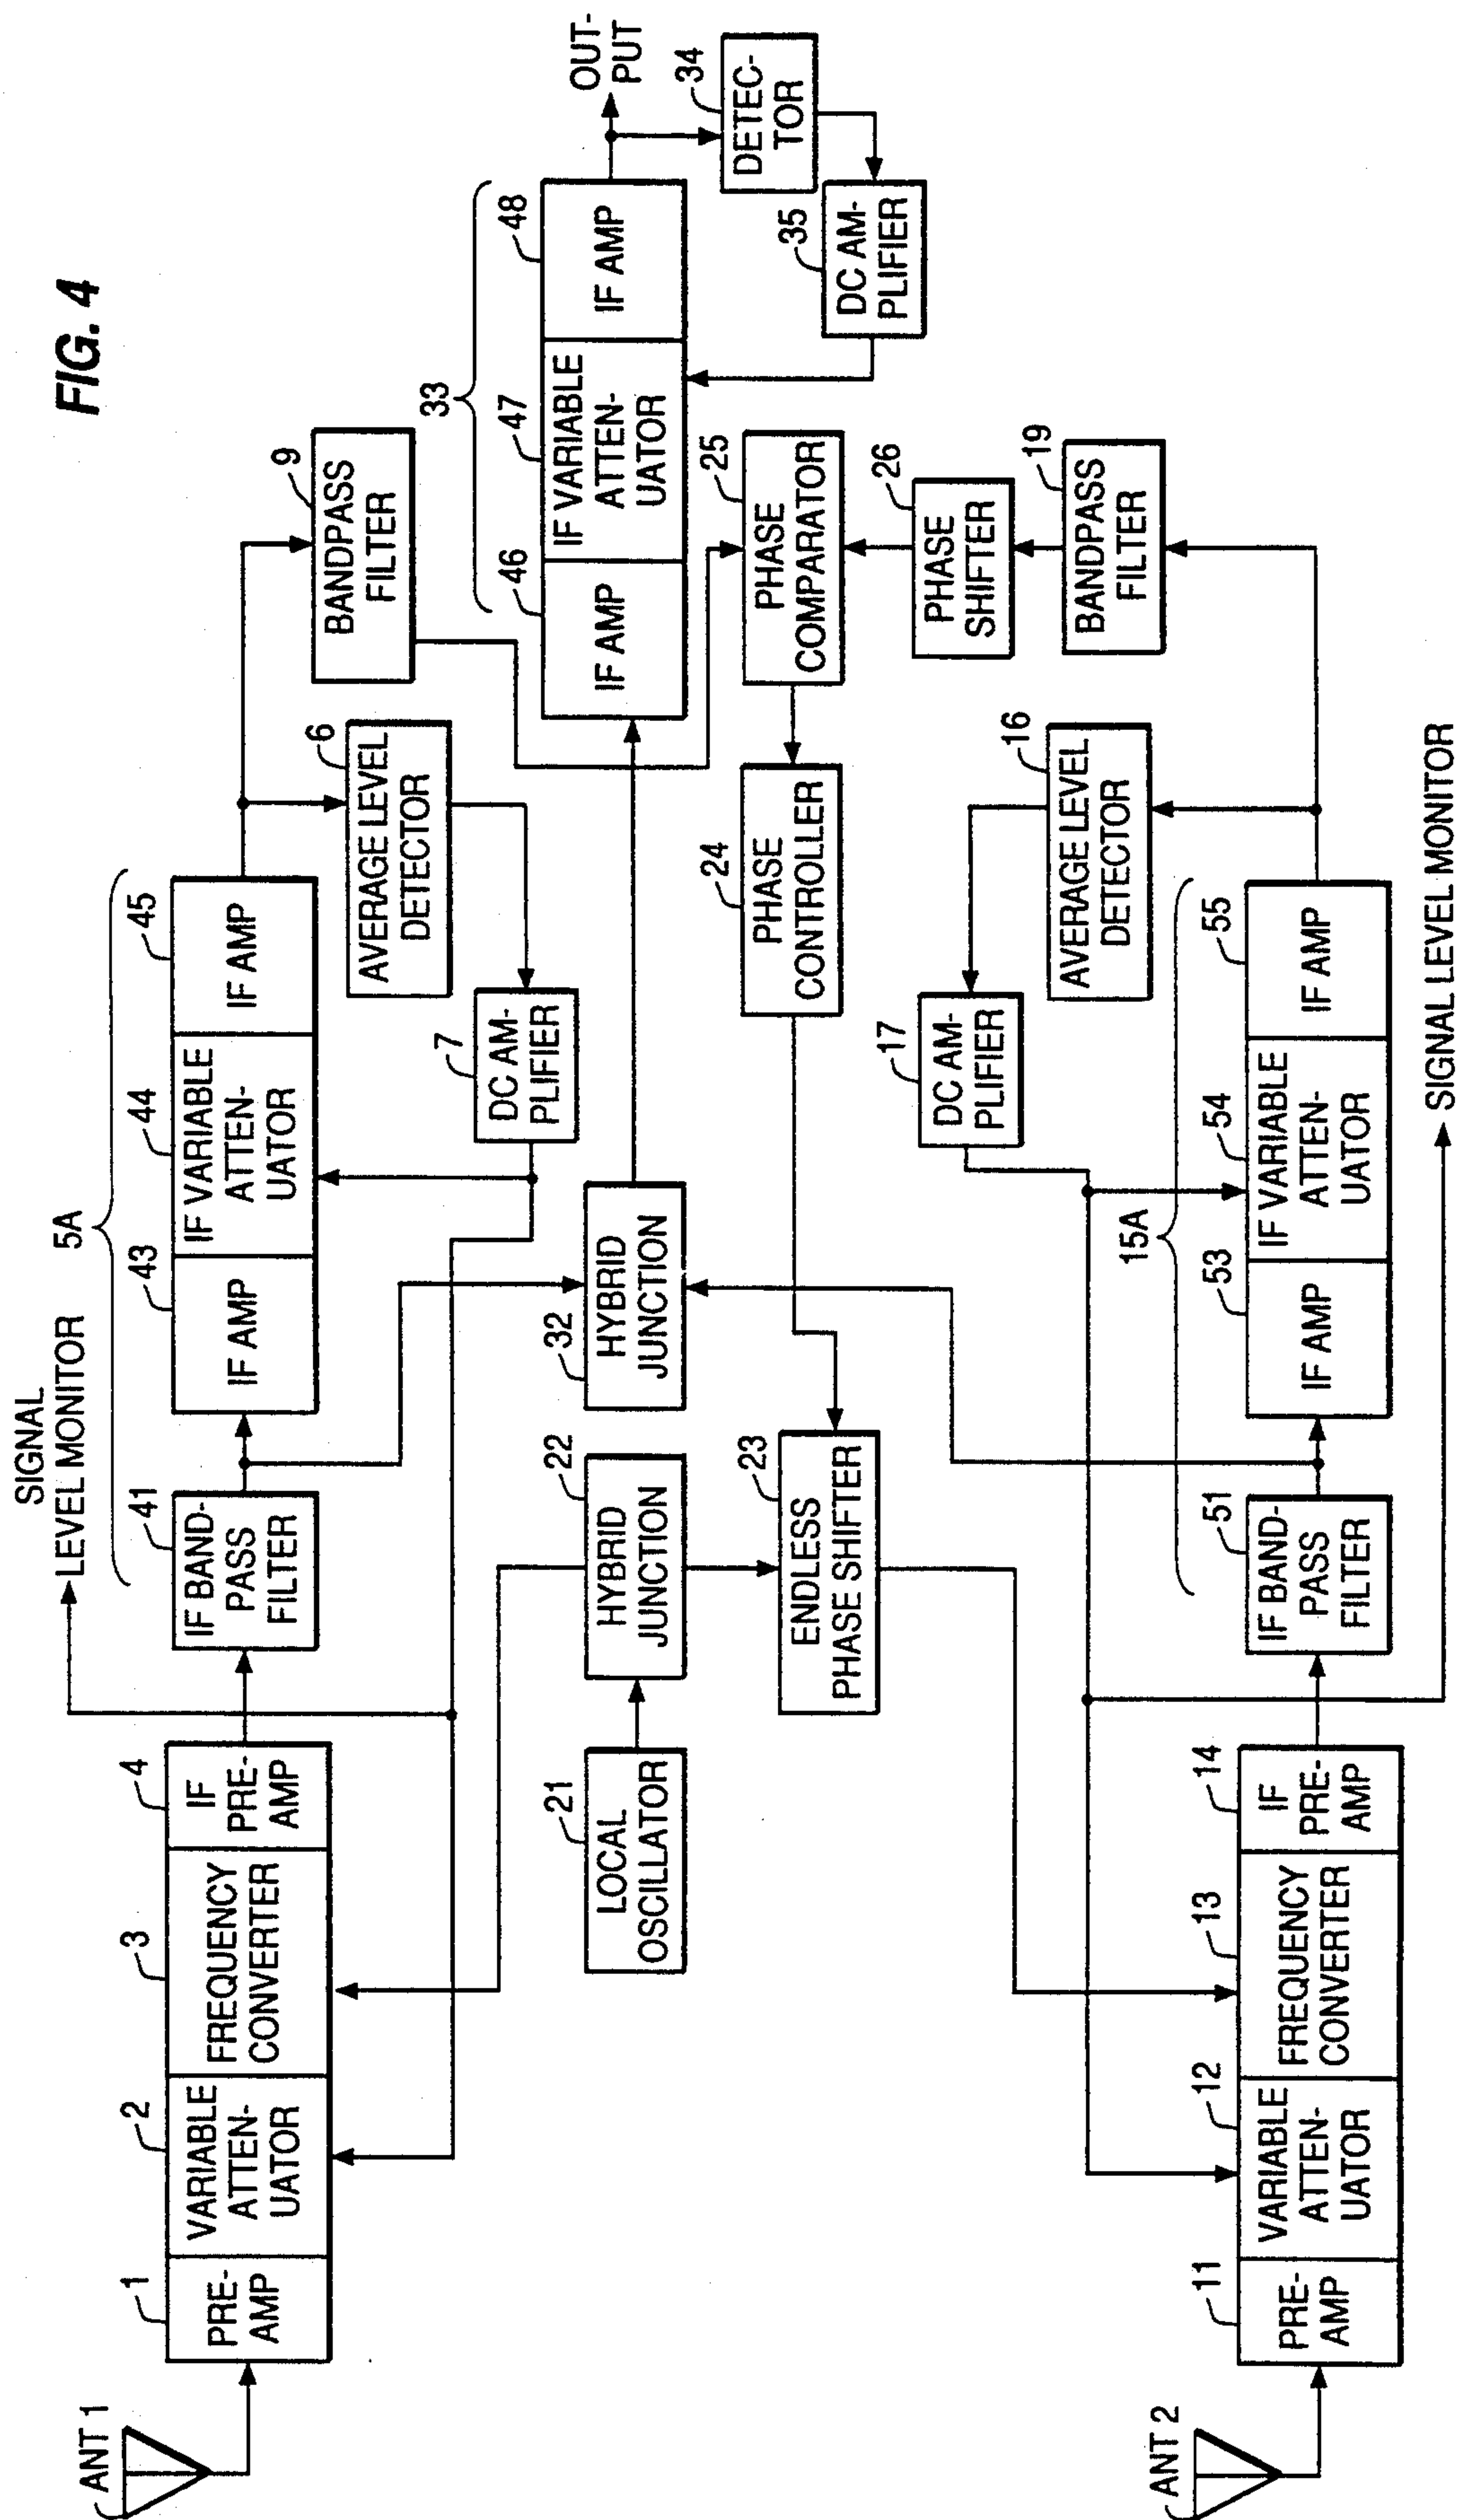 FIG. 4
ANT 1
1
PRE-
AMP
2
VARIABLE
ATTEN-
UATOR
3
FREQUENCY
CONVERTER
4
IF
PRE-
AMP
SIGNAL
LEVEL MONITOR
5A
41
IF BAND-
PASS
FILTER
43
IF AMP
44
IF VARIABLE
ATTEN-
UATOR
45
IF AMP
6
AVERAGE LEVEL
DETECTOR
7
DC AM-
PLIFIER
9
BANDPASS
FILTER
21
LOCAL
OSCILLATOR
22
HYBRID
JUNCTION
32
HYBRID
JUNCTION
33
46
IF AMP
47
IF VARIABLE
ATTEN-
UATOR
48
IF AMP
OUT-
PUT
34
DETEC-
TOR
35
DC AM-
PLIFIER
23
ENDLESS
PHASE SHIFTER
24
PHASE
CONTROLLER
25
PHASE
COMPARATOR
26
PHASE
SHIFTER
19
BANDPASS
FILTER
17
DC AM-
PLIFIER
16
AVERAGE LEVEL
DETECTOR
ANT 2
11
PRE-
AMP
12
VARIABLE
ATTEN-
UATOR
13
FREQUENCY
CONVERTER
14
IF
PRE-
AMP
15A
51
IF BAND-
PASS
FILTER
53
IF AMP
54
IF VARIABLE
ATTEN-
UATOR
55
IF AMP
SIGNAL LEVEL MONITOR